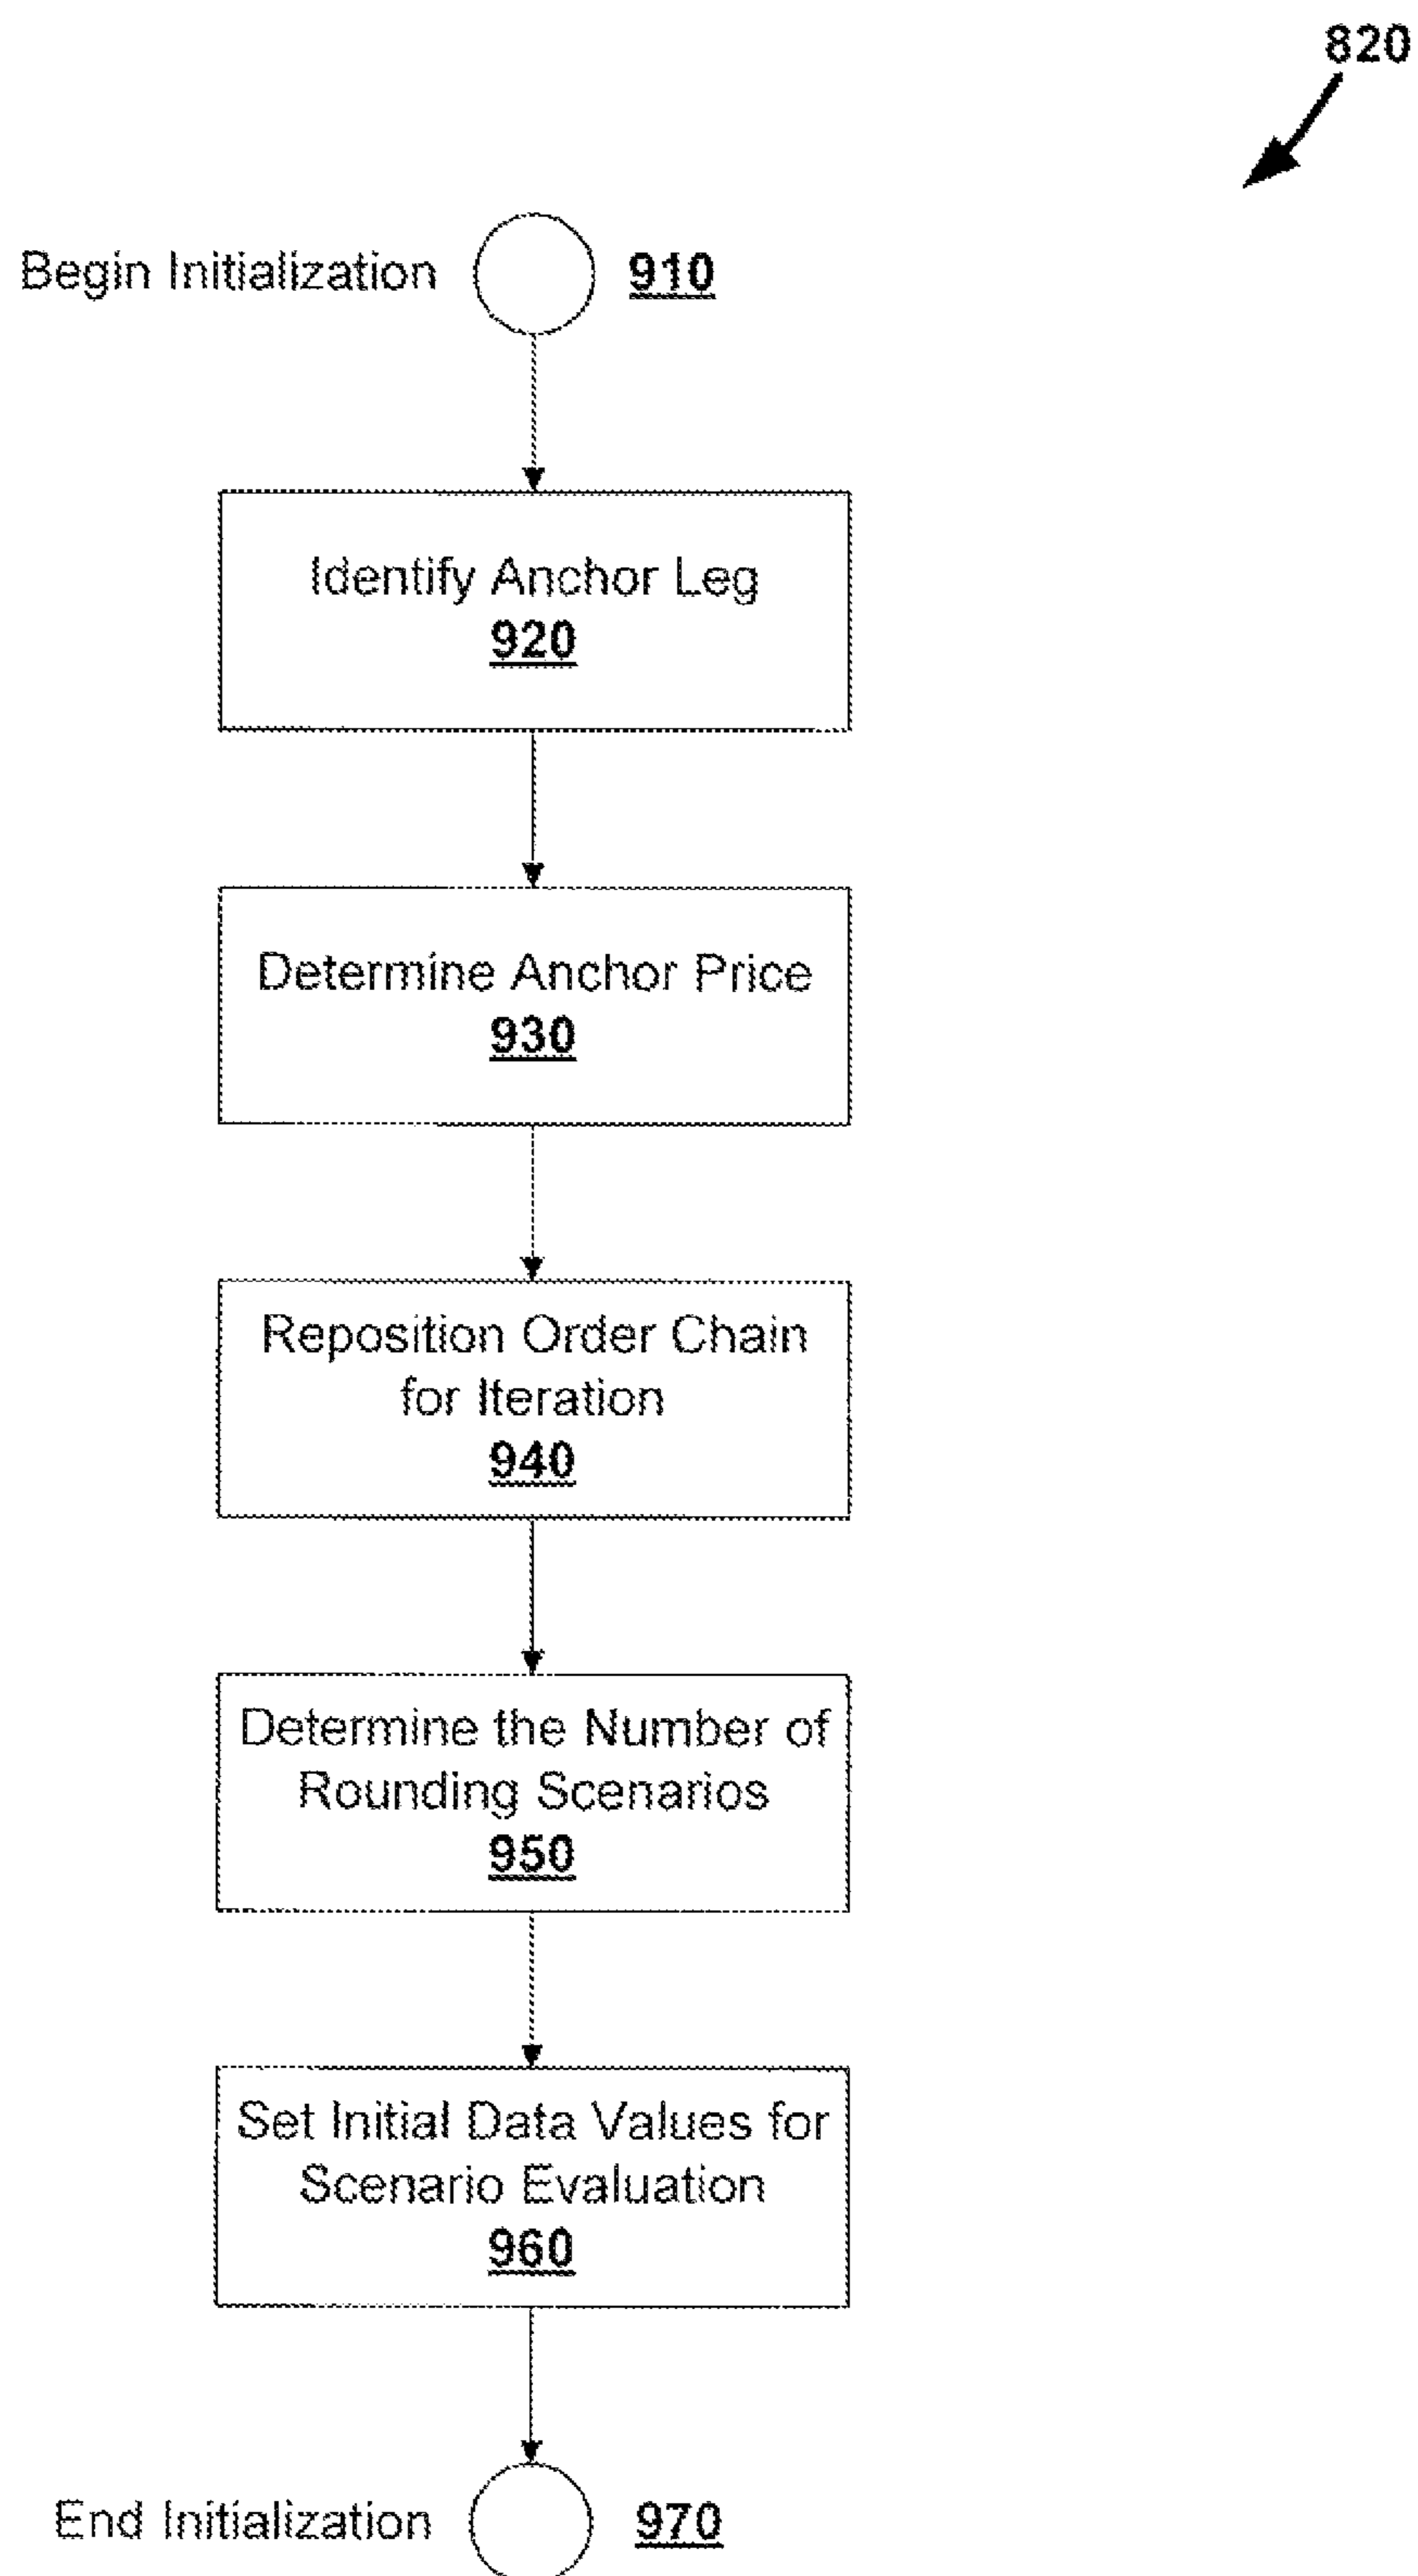 820
Begin Initialization 910
Identify Anchor Leg
920
Determine Anchor Price
930
Reposition Order Chain
for Iteration
940
Determine the Number of
Rounding Scenarios
950
Set Initial Data Values for
Scenario Evaluation
960
End Initialization 970